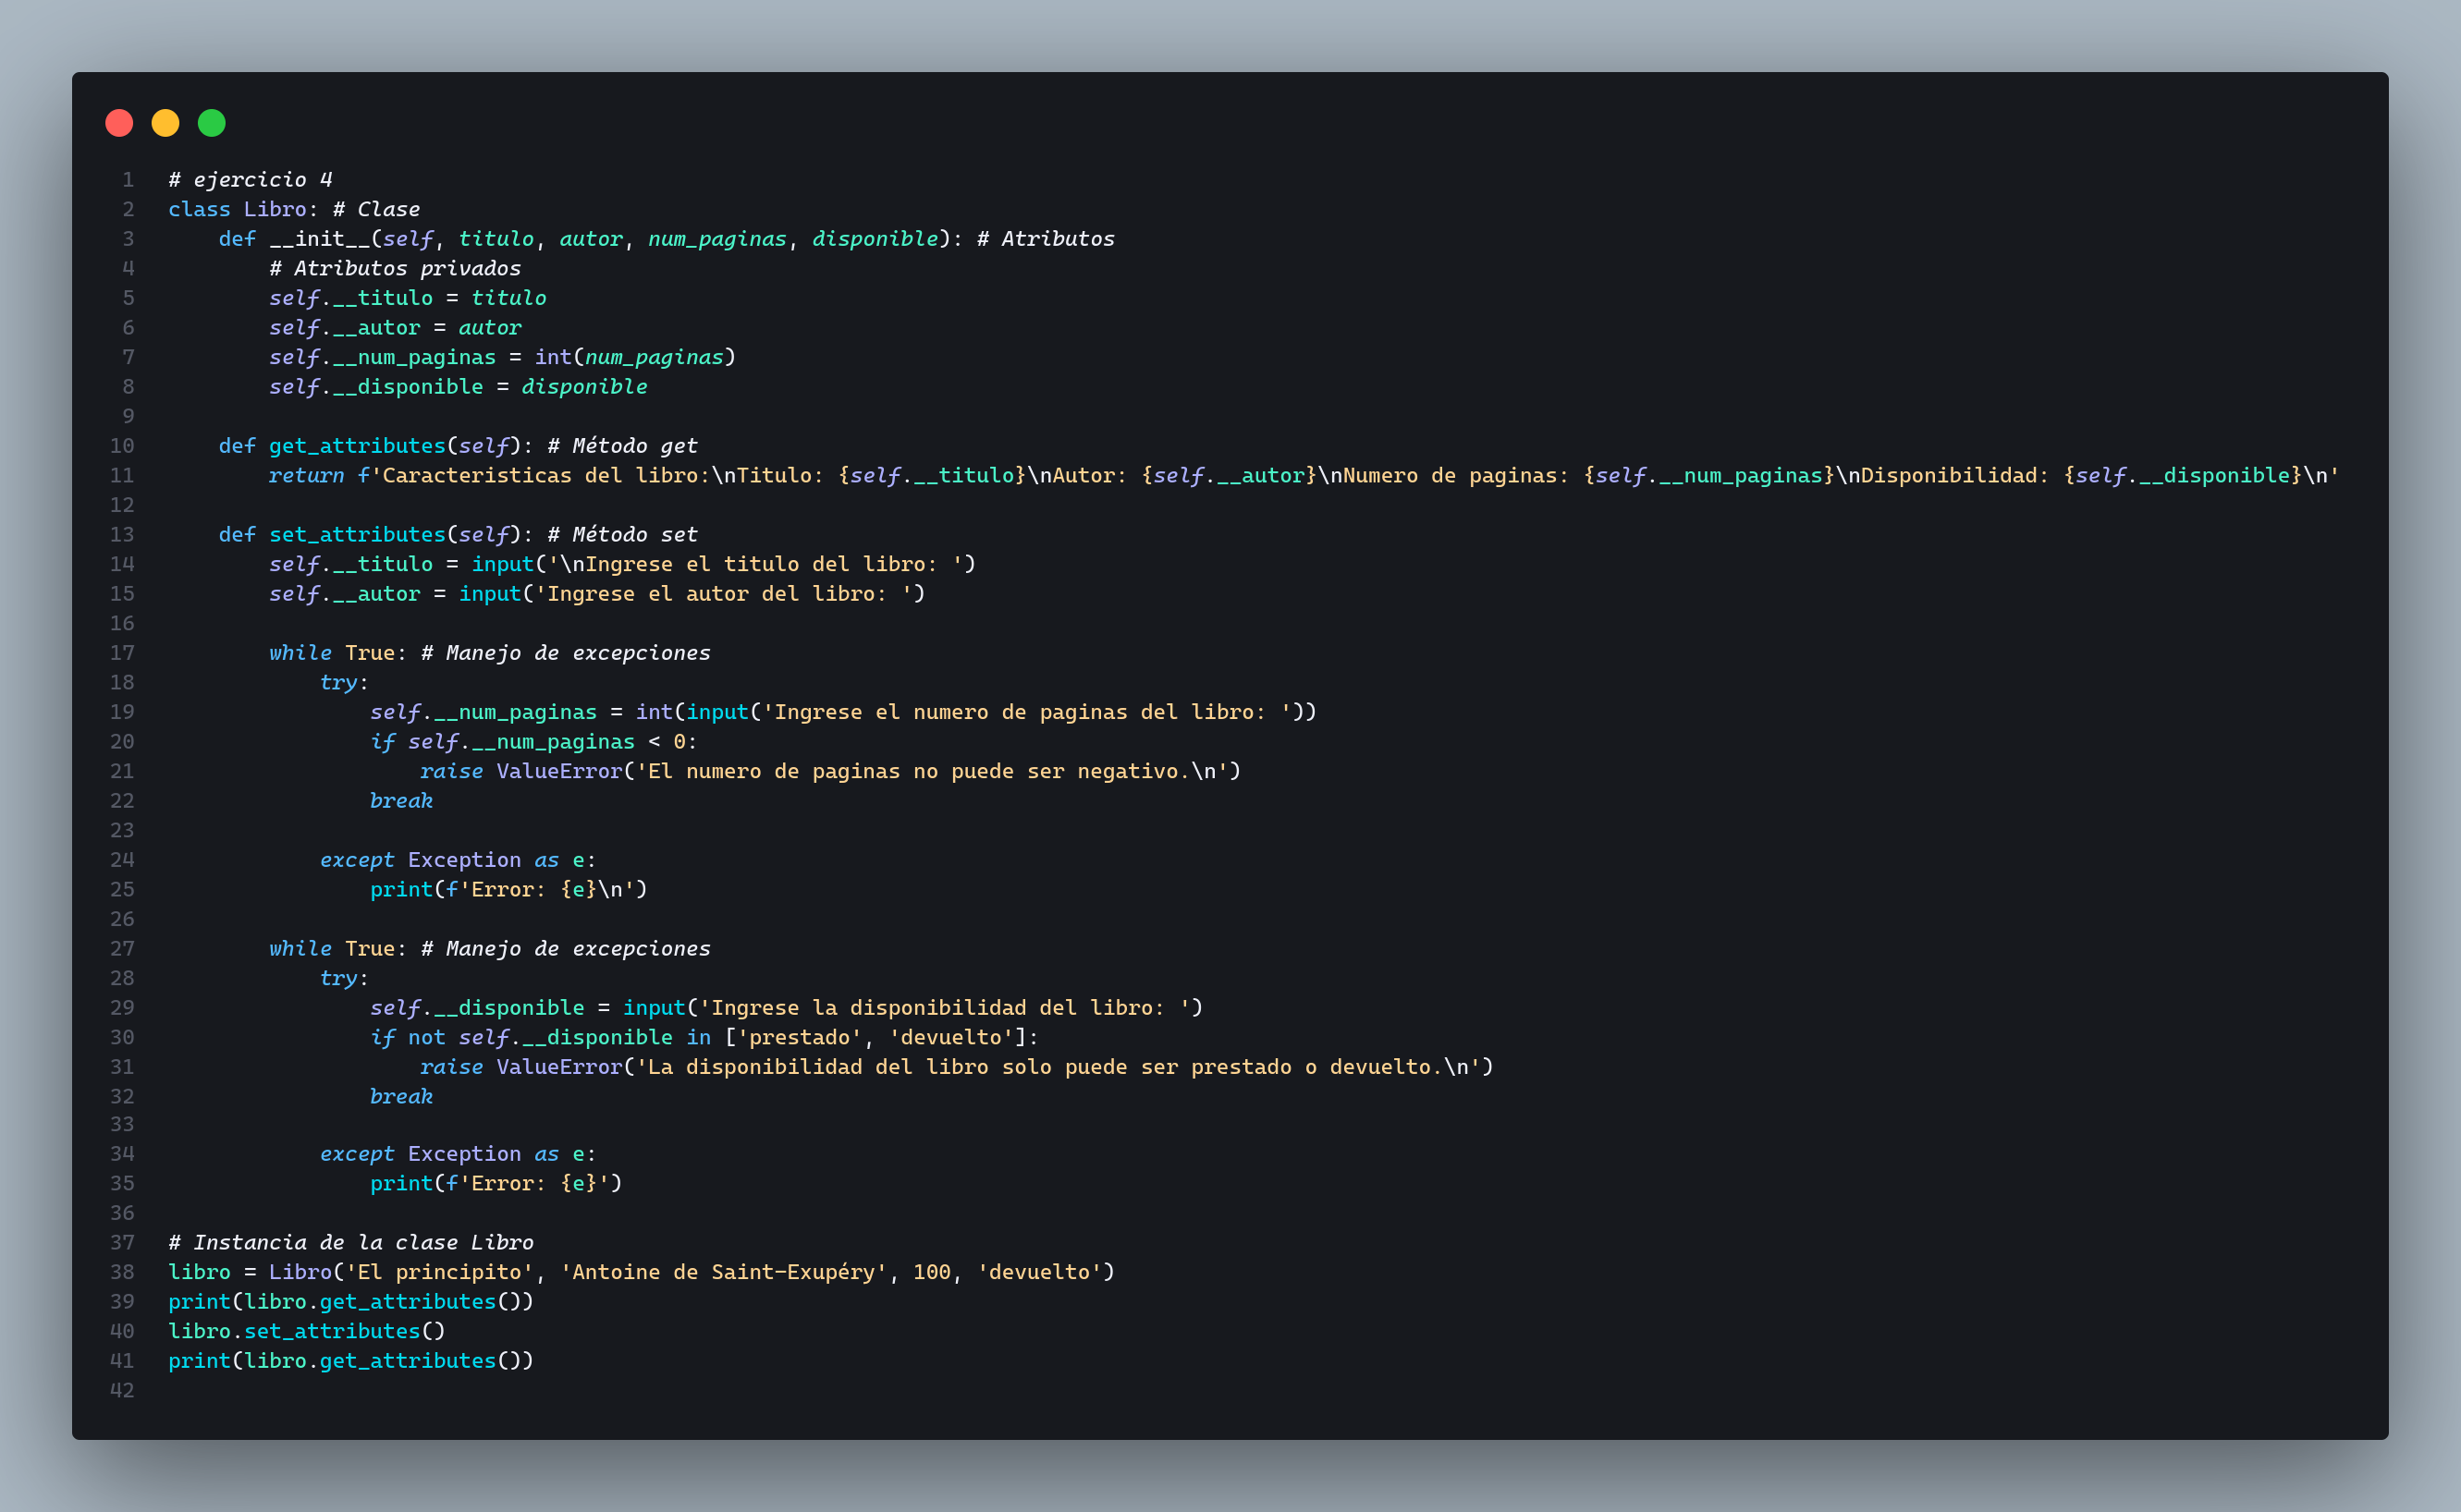 1 # ejercicio 4
2 class Libro: # Clase
3     def __init__(self, titulo, autor, num_paginas, disponible): # Atributos
4         # Atributos privados
5         self.__titulo = titulo
6         self.__autor = autor
7         self.__num_paginas = int(num_paginas)
8         self.__disponible = disponible
9
10     def get_attributes(self): # Método get
11         return f'Caracteristicas del libro:\nTitulo: {self.__titulo}\nAutor: {self.__autor}\nNumero de paginas: {self.__num_paginas}\nDisponibilidad: {self.__disponible}\n'
12
13     def set_attributes(self): # Método set
14         self.__titulo = input('\nIngrese el titulo del libro: ')
15         self.__autor = input('Ingrese el autor del libro: ')
16
17         while True: # Manejo de excepciones
18             try:
19                 self.__num_paginas = int(input('Ingrese el numero de paginas del libro: '))
20                 if self.__num_paginas < 0:
21                     raise ValueError('El numero de paginas no puede ser negativo.\n')
22                 break
23
24             except Exception as e:
25                 print(f'Error: {e}\n')
26
27         while True: # Manejo de excepciones
28             try:
29                 self.__disponible = input('Ingrese la disponibilidad del libro: ')
30                 if not self.__disponible in ['prestado', 'devuelto']:
31                     raise ValueError('La disponibilidad del libro solo puede ser prestado o devuelto.\n')
32                 break
33
34             except Exception as e:
35                 print(f'Error: {e}')
36
37 # Instancia de la clase Libro
38 libro = Libro('El principito', 'Antoine de Saint-Exupéry', 100, 'devuelto')
39 print(libro.get_attributes())
40 libro.set_attributes()
41 print(libro.get_attributes())
42